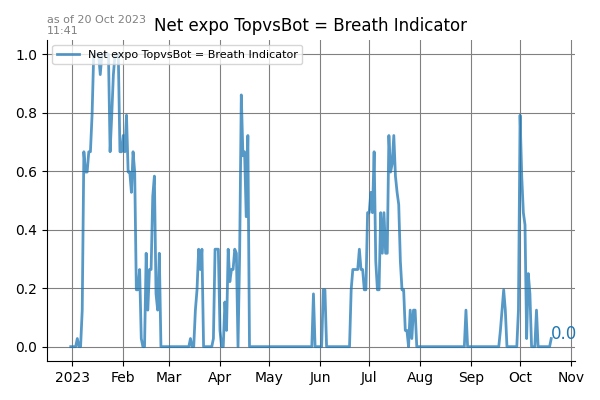 as of 20 Oct 2023
11:41
Net expo TopvsBot = Breath Indicator
Net expo TopvsBot = Breath Indicator
1.0
0.8
0.6
0.4
0.2
0.0
0.0
2023 Feb Mar Apr May Jun Jul Aug Sep Oct Nov